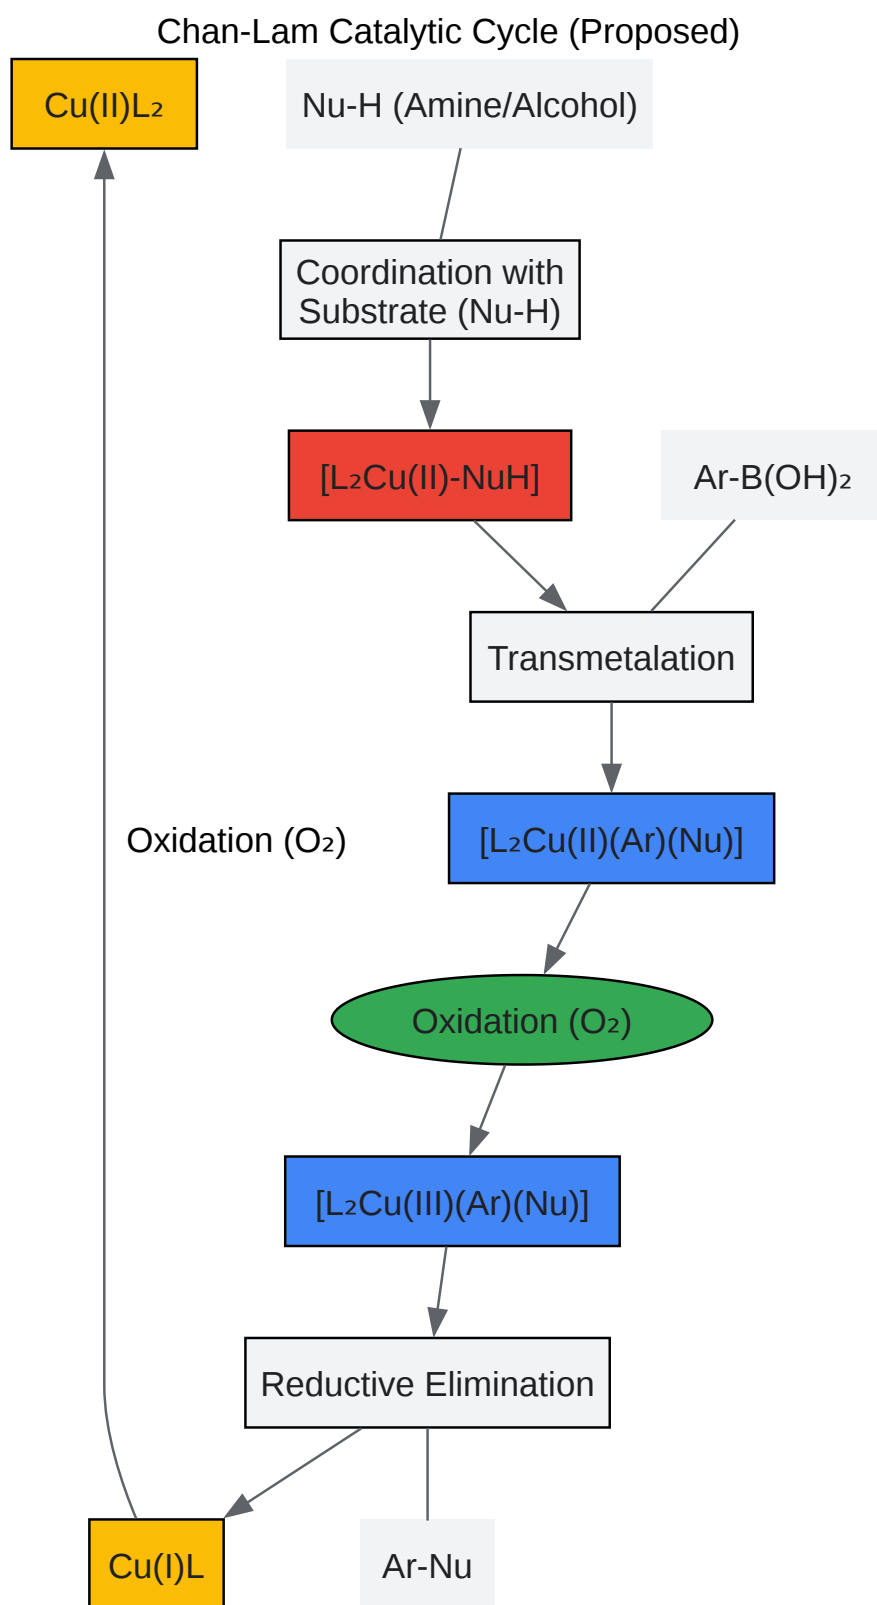 Chan-Lam Catalytic Cycle (Proposed)
Cu(II)L₂
Nu-H (Amine/Alcohol)
Coordination with
Substrate (Nu-H)
[L₂Cu(II)-NuH]
Ar-B(OH)₂
Transmetalation
[L₂Cu(II)(Ar)(Nu)]
Oxidation (O₂)
Oxidation (O₂)
[L₂Cu(III)(Ar)(Nu)]
Reductive Elimination
Cu(I)L
Ar-Nu